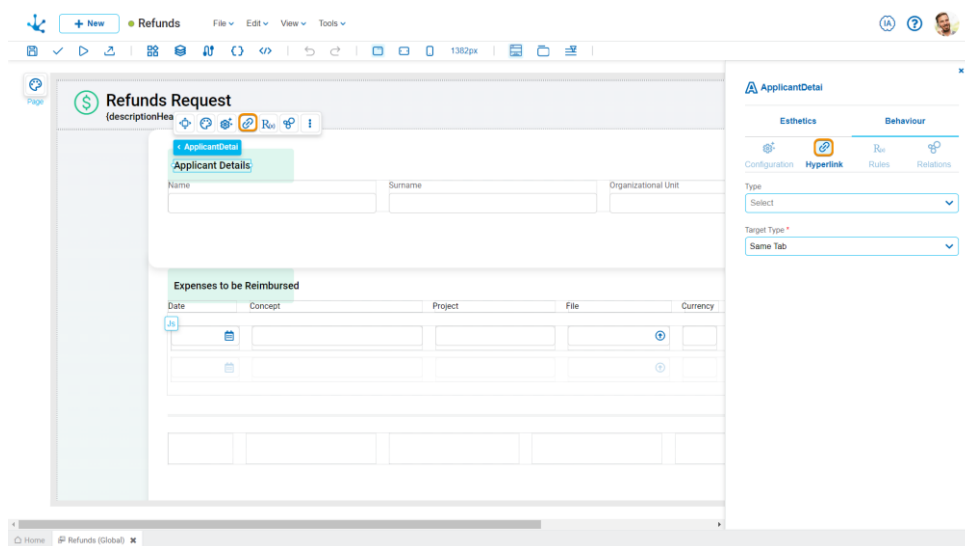 + New
Refunds
File
Edit
View
Tools
IA
?
1382px
Page
$
Refunds Request
{descriptionHea
R(x)
< ApplicantDetai
Applicant Details
Name
Surname
Organizational Unit
Expenses to be Reimbursed
Date
Concept
Project
File
Currency
Js
ApplicantDetai
Esthetics
Behaviour
Configuration
Hyperlink
R(x)
Rules
Relations
Type
Select
Target Type *
Same Tab
Home
Refunds (Global)